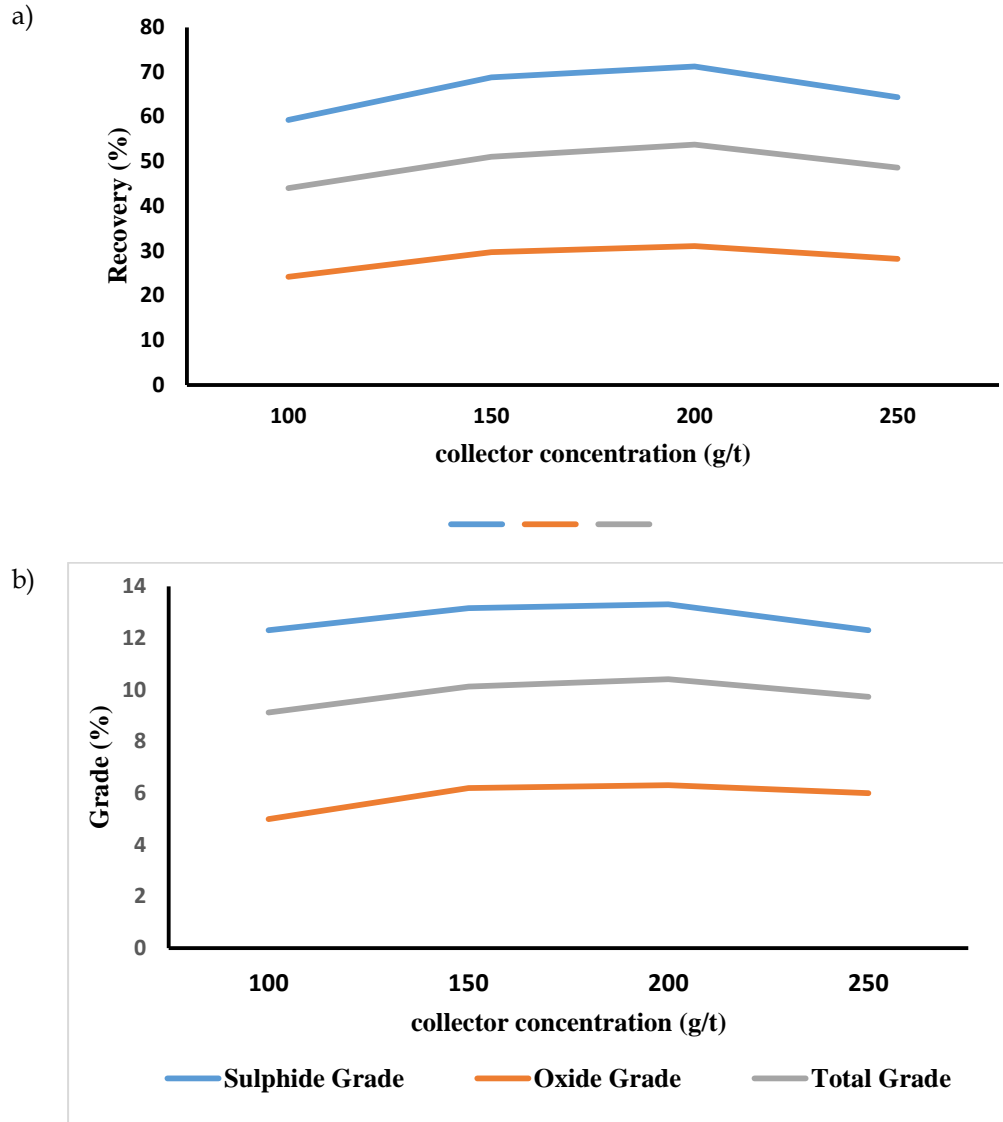 a)
80
70
60
50
40
30
20
10
0
Recovery (%)
100 150 200 250
collector concentration (g/t)
b)
14
12
10
8
6
4
2
0
Grade (%)
100 150 200 250
collector concentration (g/t)
Sulphide Grade Oxide Grade Total Grade